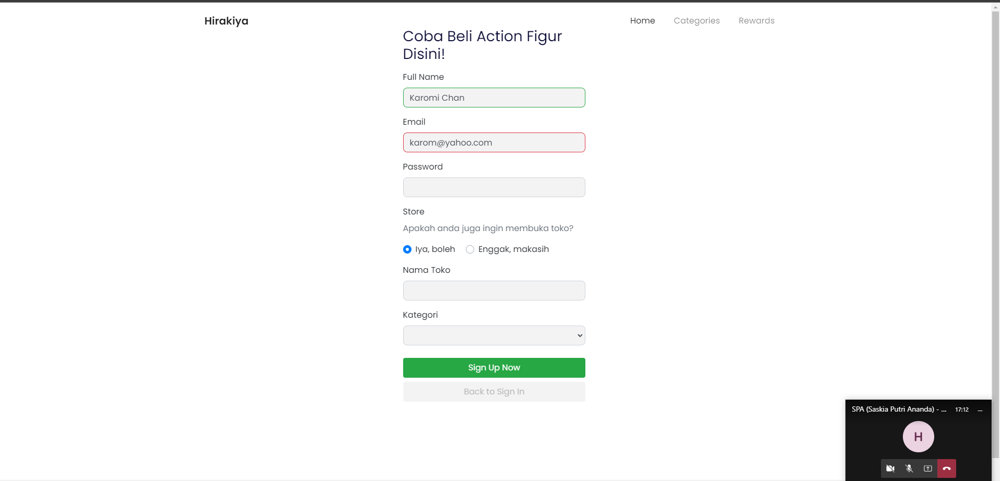 Hirakiya
Home
Categories
Rewards
Coba Beli Action Figur
Disini!
Full Name
Karomi Chan
Email
karom@yahoo.com
Password
Store
Apakah anda juga ingin membuka toko?
Iya, boleh
Enggak, makasih
Nama Toko
Kategori
Sign Up Now
Back to Sign In
SPA (Saskia Putri Ananda) - ...
17:12
H